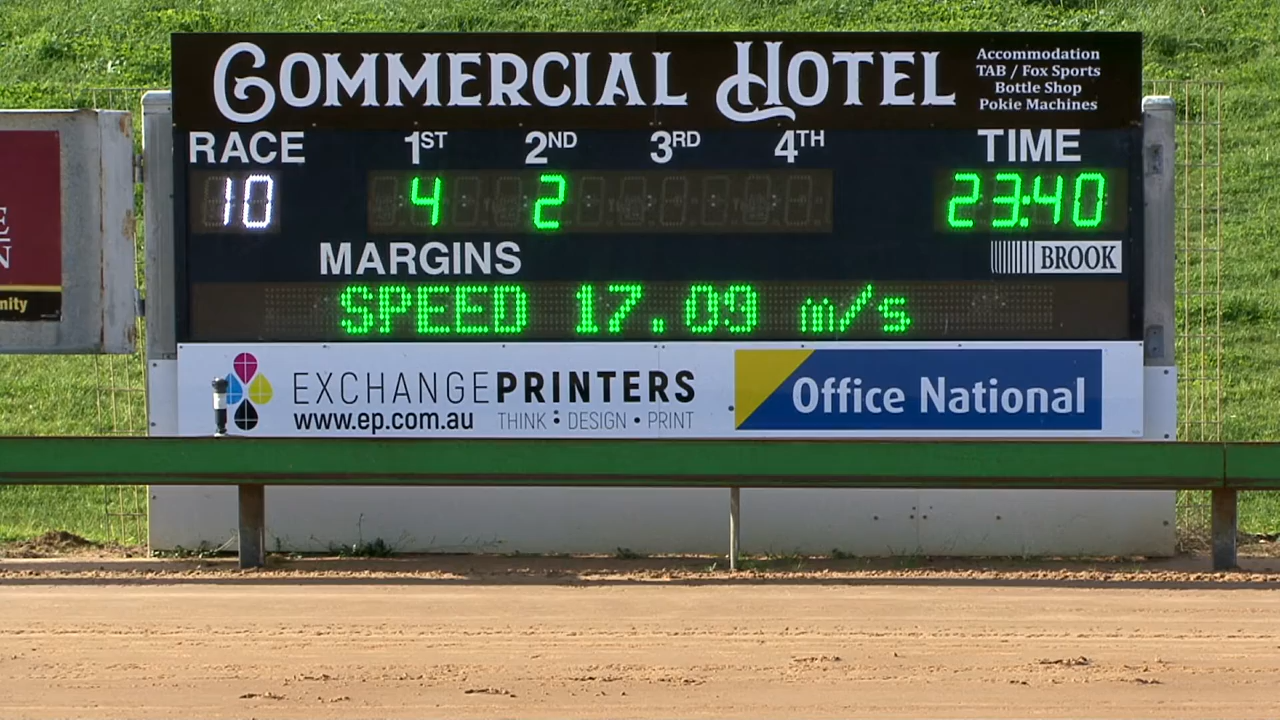 COMMERCIAL HOTEL
Accommodation
TAB / Fox Sports
Bottle Shop
Pokie Machines
RACE 1ST 2ND 3RD 4TH TIME
10 4 2 23:40
MARGINS
BROOK
SPEED 17.09 m/s
E
N
nity
EXCHANGEPRINTERS
www.ep.com.au THINK • DESIGN • PRINT
Office National